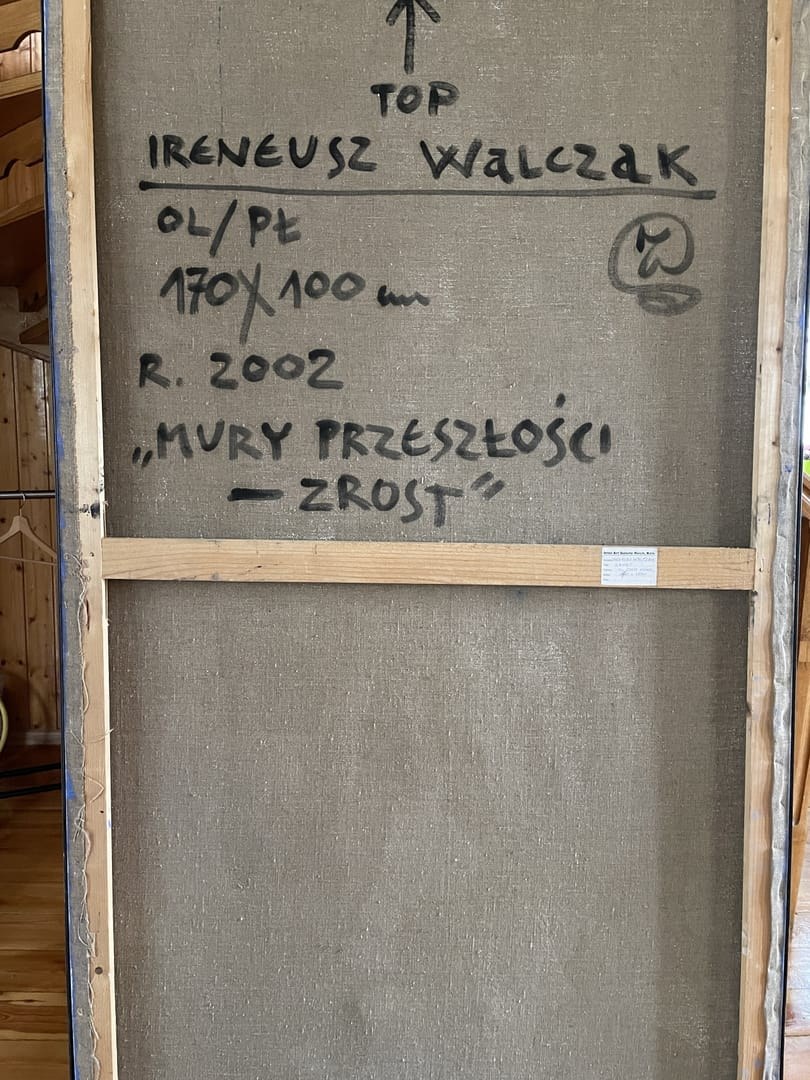 TOP
IRENEUSZ WaLCZaK
OL/PŁ
170X100 cm
R. 2002
„MURY PRZESZŁOŚCI
— ZROST”